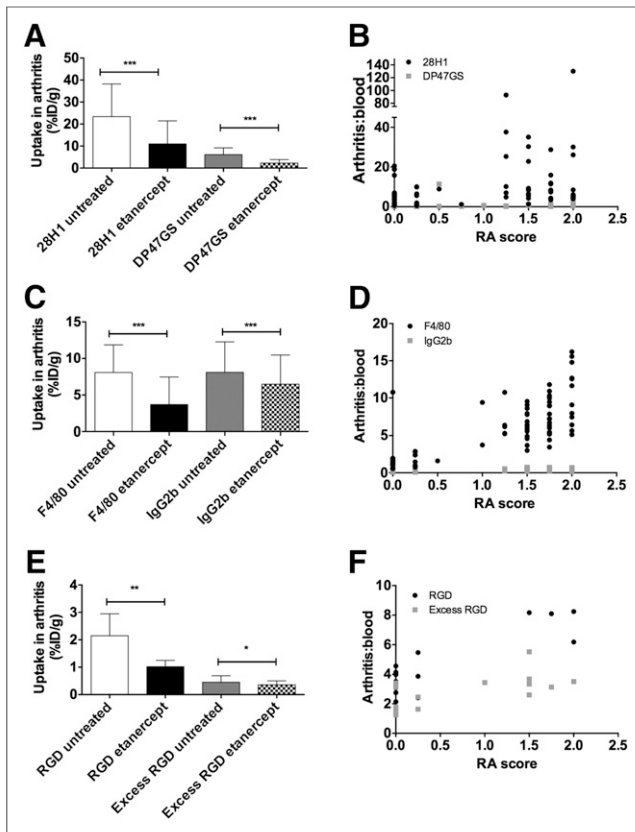 A
Uptake in arthritis
(%ID/g)
50
40
30
20
10
0
***
***
28H1 untreated
28H1 etanercept
DP47GS untreated
DP47GS etanercept
B
28H1
DP47GS
Arthritis:blood
140
120
100
80
40
20
0
0.0 0.5 1.0 1.5 2.0 2.5
RA score
C
Uptake in arthritis
(%ID/g)
15
10
5
0
***
***
F4/80 untreated
F4/80 etanercept
IgG2b untreated
IgG2b etanercept
D
F4/80
IgG2b
Arthritis:blood
20
15
10
5
0
0.0 0.5 1.0 1.5 2.0 2.5
RA score
E
Uptake in arthritis
(%ID/g)
4
3
2
1
0
**
*
RGD untreated
RGD etanercept
Excess RGD untreated
Excess RGD etanercept
F
RGD
Excess RGD
Arthritis:blood
10
8
6
4
2
0
0.0 0.5 1.0 1.5 2.0 2.5
RA score